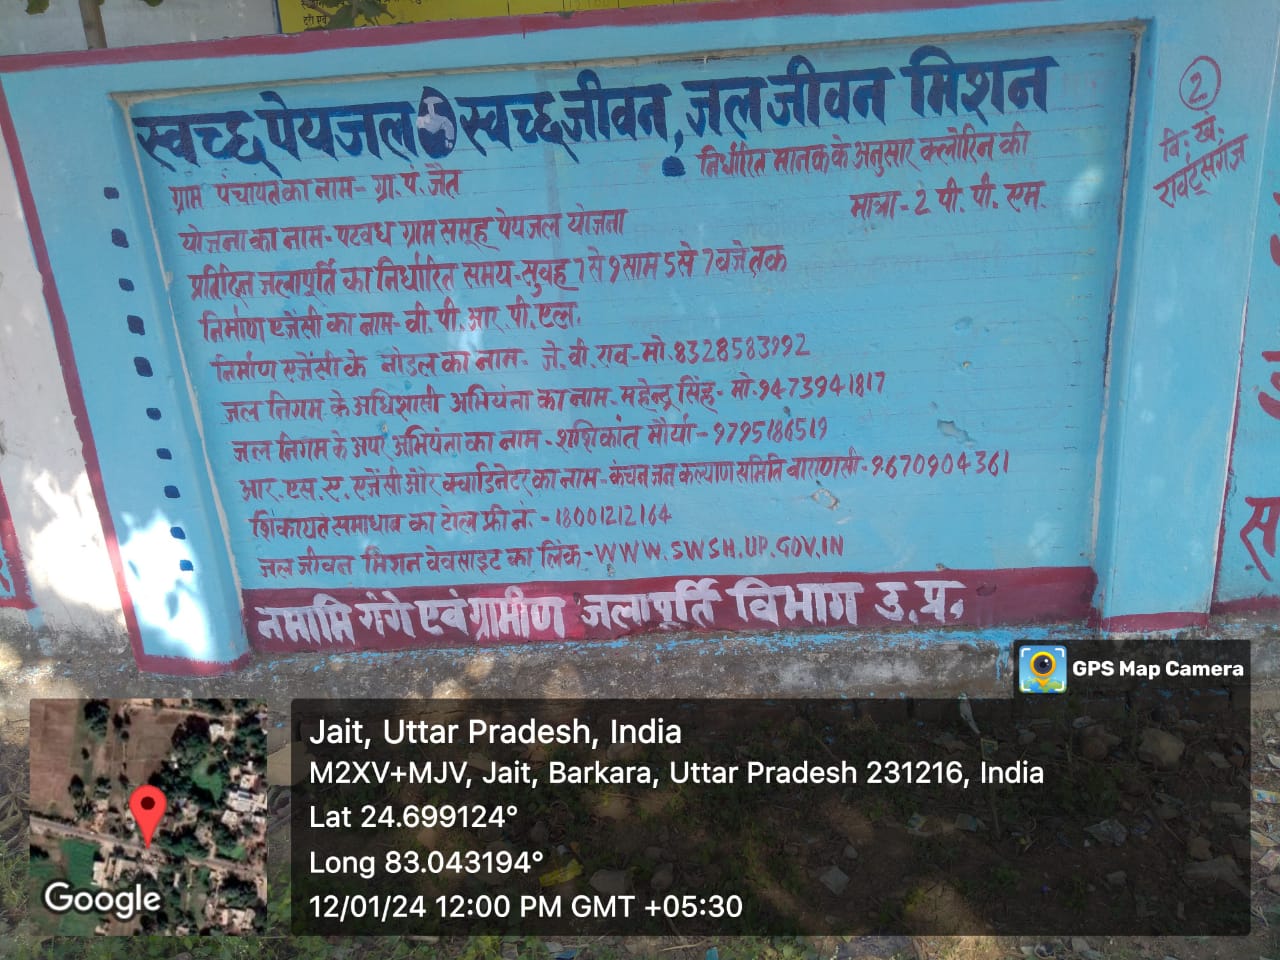 स्वच्छ पेयजल से स्वच्छ जीवन, जल जीवन मिशन
निर्धारित मानक के अनुसार क्लोरिन की
मात्रा - 2 पी. पी. एम.
ग्राम पंचायत का नाम - ग्रा. पं. जैत
योजना का नाम - पटवध ग्राम समूह पेयजल योजना
प्रतिदिन जलापूर्ति का निर्धारित समय - सुवह 7 से 9 साम 5 से 7 वजे तक
निर्माण एजेंसी का नाम - वी. पी. आर. पी. एल.
निर्माण एजेंसी के नोडल का नाम - जे. वी. राव - मो. 8328583992
जल निगम के अधिशासी अभियंता का नाम - महेन्द्र सिंह - मो. 9473941817
जल निगम के अपर अभियंता का नाम - शशिकांत मौर्या - 9795186519
आर. एस. ए. एजेंसी और क्वाडिनेटर का नाम - कंचन जन कल्याण समिति वाराणसी - 9670904361
शिकायत समाधाव का टोल फ्री नं. - 18001212164
जल जीवन मिशन वेवसाइट का लिंक - WWW.SWSM.UP.GOV.IN
नमामि गंगे एवं ग्रामीण जलापूर्ति विभाग उ. प्र.
2
वि. खं.
रावर्ट्सगंज
GPS Map Camera
Jait, Uttar Pradesh, India
M2XV+MJV, Jait, Barkara, Uttar Pradesh 231216, India
Lat 24.699124°
Long 83.043194°
12/01/24 12:00 PM GMT +05:30
Google